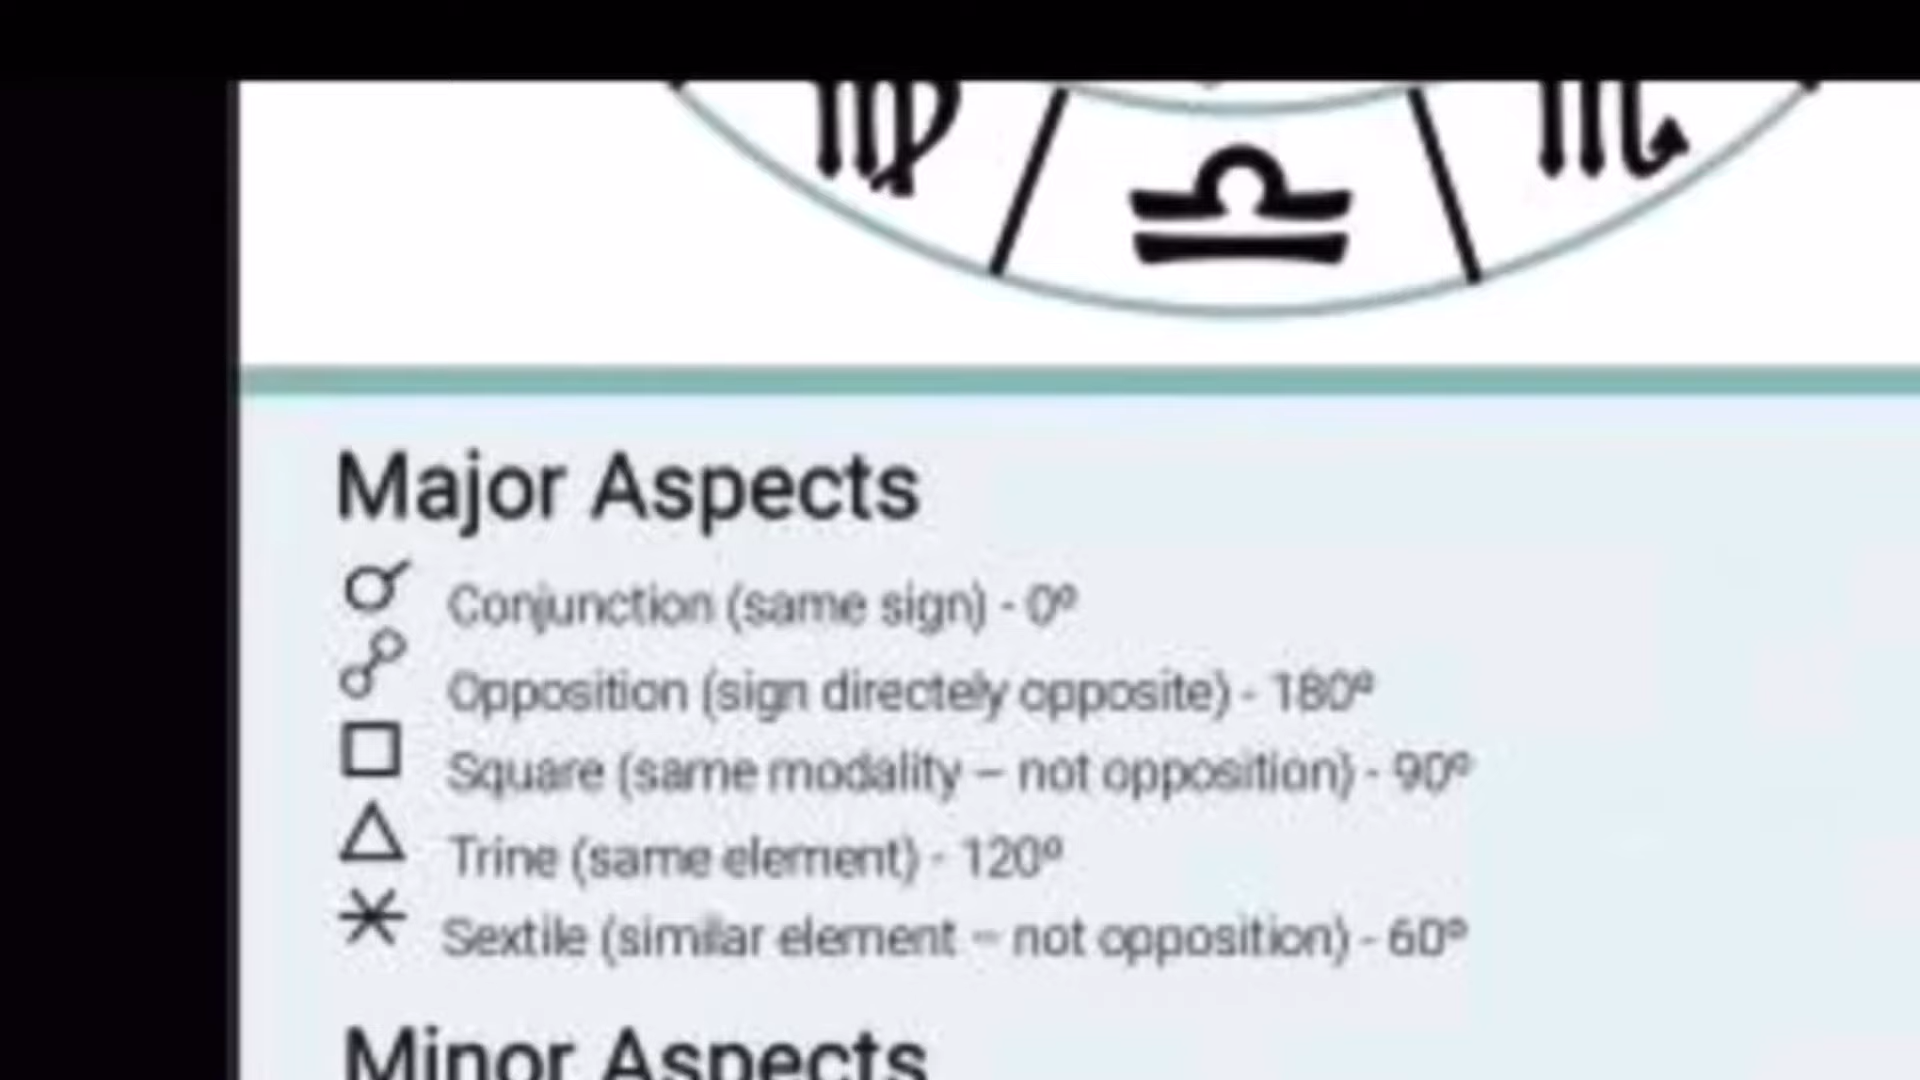 Major Aspects
Conjunction (same sign) - 0º
Opposition (sign directely opposite) - 180º
Square (same modality – not opposition) - 90º
Trine (same element) - 120º
Sextile (similar element – not opposition) - 60º
Minor Aspects